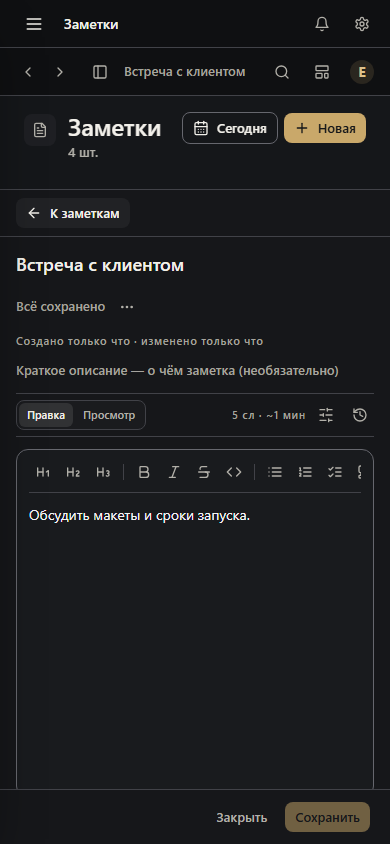 Заметки
Встреча с клиентом
E
Заметки
4 шт.
Сегодня
Новая
К заметкам
Встреча с клиентом
Всё сохранено
Создано только что · изменено только что
Краткое описание — о чём заметка (необязательно)
Правка
Просмотр
5 сл · ~1 мин
H1 H2 H3 B I S
Обсудить макеты и сроки запуска.
Закрыть
Сохранить